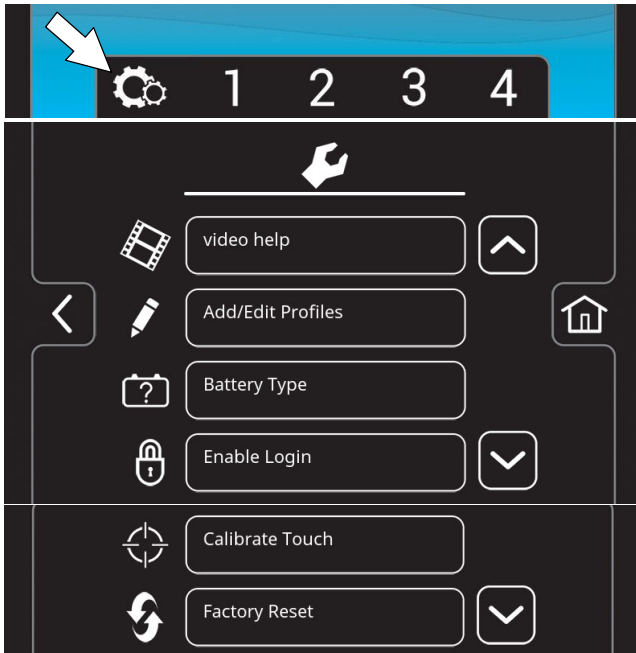 1 2 3 4
video help
Add/Edit Profiles
Battery Type
?
Enable Login
Calibrate Touch
Factory Reset